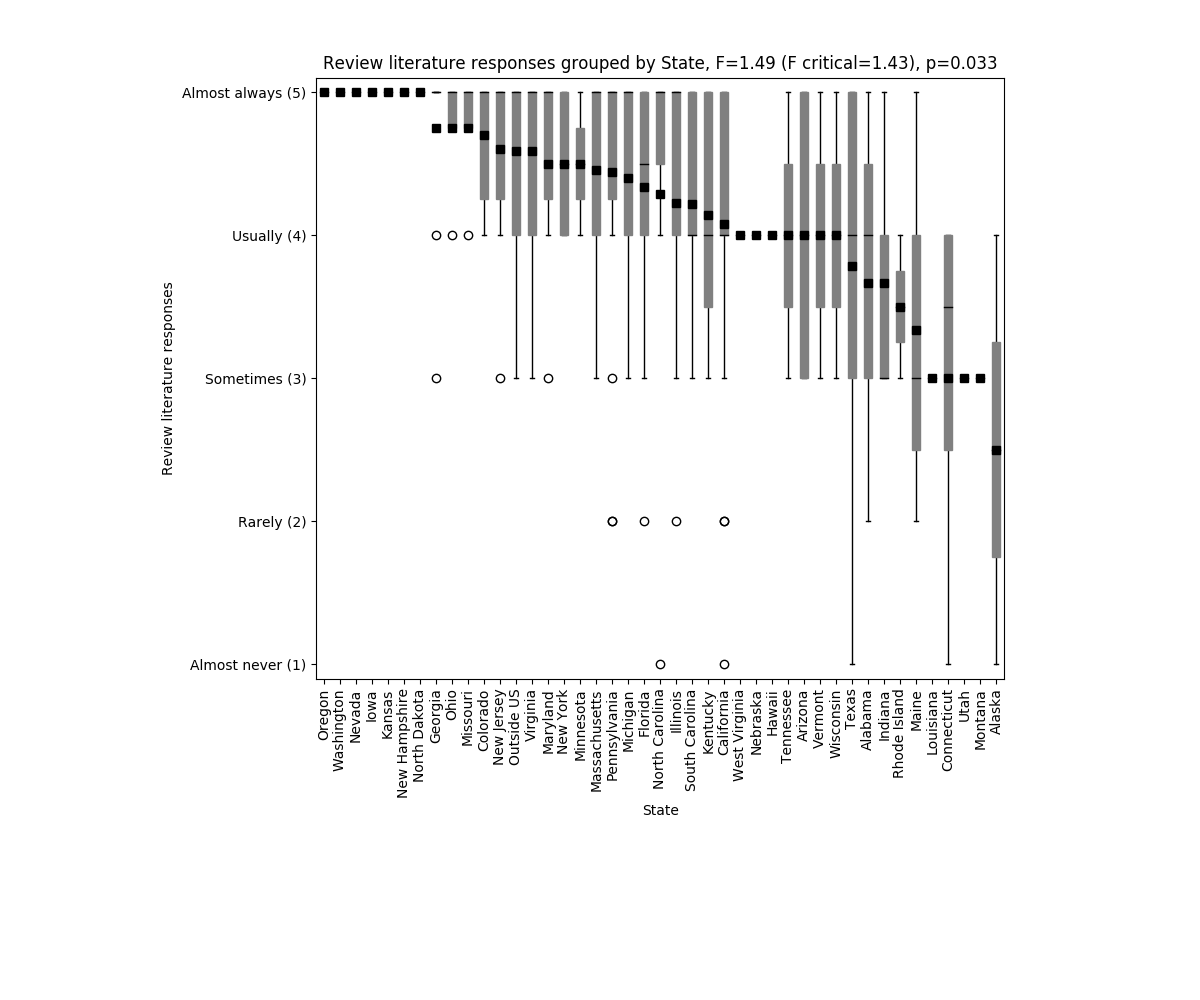 Review literature responses grouped by State, F=1.49 (F critical=1.43), p=0.033
Almost always (5)
Usually (4)
Sometimes (3)
Rarely (2)
Almost never (1)
Review literature responses
Oregon
Washington
Nevada
Iowa
Kansas
New Hampshire
North Dakota
Georgia
Ohio
Missouri
Colorado
New Jersey
Outside US
Virginia
Maryland
New York
Minnesota
Massachusetts
Pennsylvania
Michigan
Florida
North Carolina
Illinois
South Carolina
Kentucky
California
West Virginia
Nebraska
Hawaii
Tennessee
Arizona
Vermont
Wisconsin
Texas
Alabama
Indiana
Rhode Island
Maine
Louisiana
Connecticut
Utah
Montana
Alaska
State